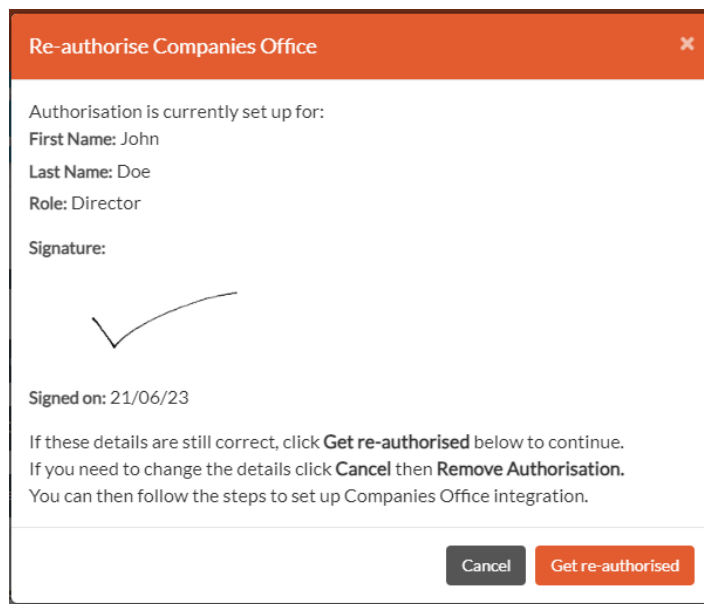 Re-authorise Companies Office ×
Authorisation is currently set up for:
First Name: John
Last Name: Doe
Role: Director
Signature:
Signed on: 21/06/23
If these details are still correct, click Get re-authorised below to continue.
If you need to change the details click Cancel then Remove Authorisation.
You can then follow the steps to set up Companies Office integration.
Cancel Get re-authorised